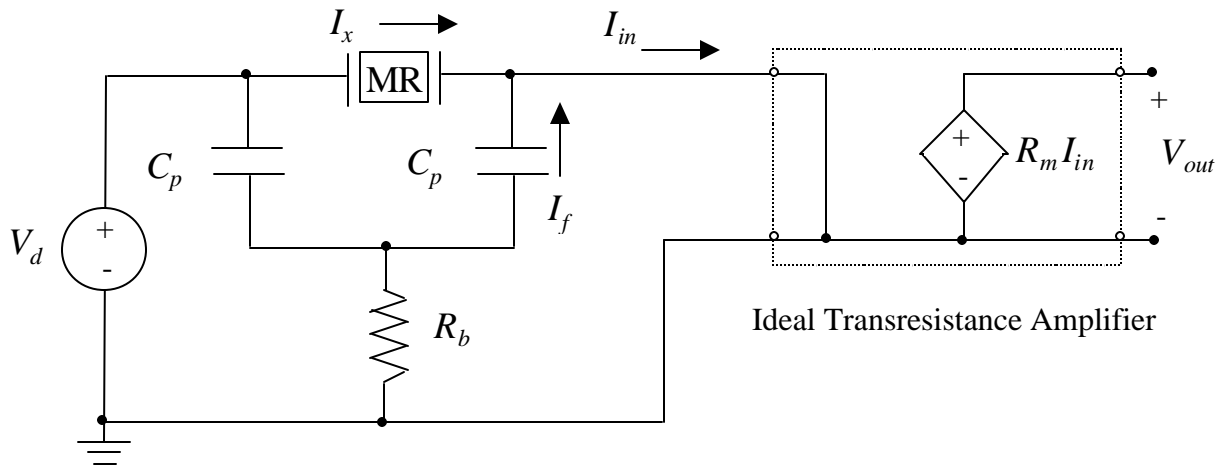 I_x
I_in
MR
C_p
C_p
I_f
+
-
R_m I_in
+
V_out
-
V_d
+
-
R_b
Ideal Transresistance Amplifier